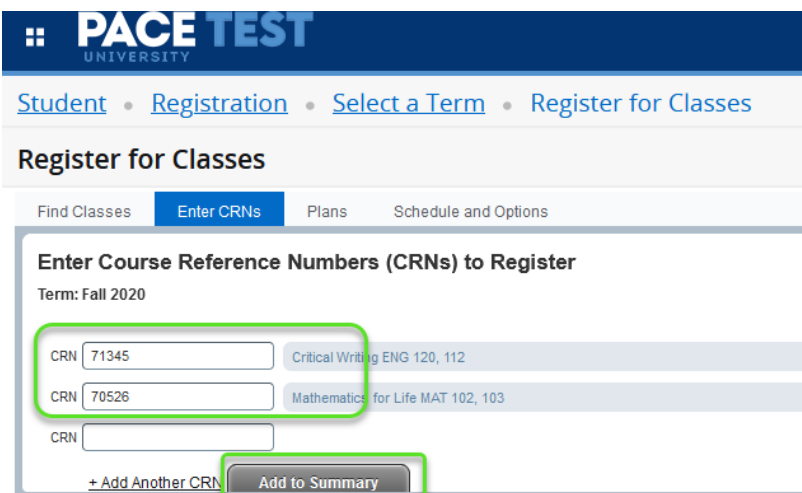 PACE TEST
UNIVERSITY
Student • Registration • Select a Term • Register for Classes
Register for Classes
Find Classes Enter CRNs Plans Schedule and Options
Enter Course Reference Numbers (CRNs) to Register
Term: Fall 2020
CRN 71345 Critical Writing ENG 120, 112
CRN 70526 Mathematics for Life MAT 102, 103
CRN
+ Add Another CRN Add to Summary